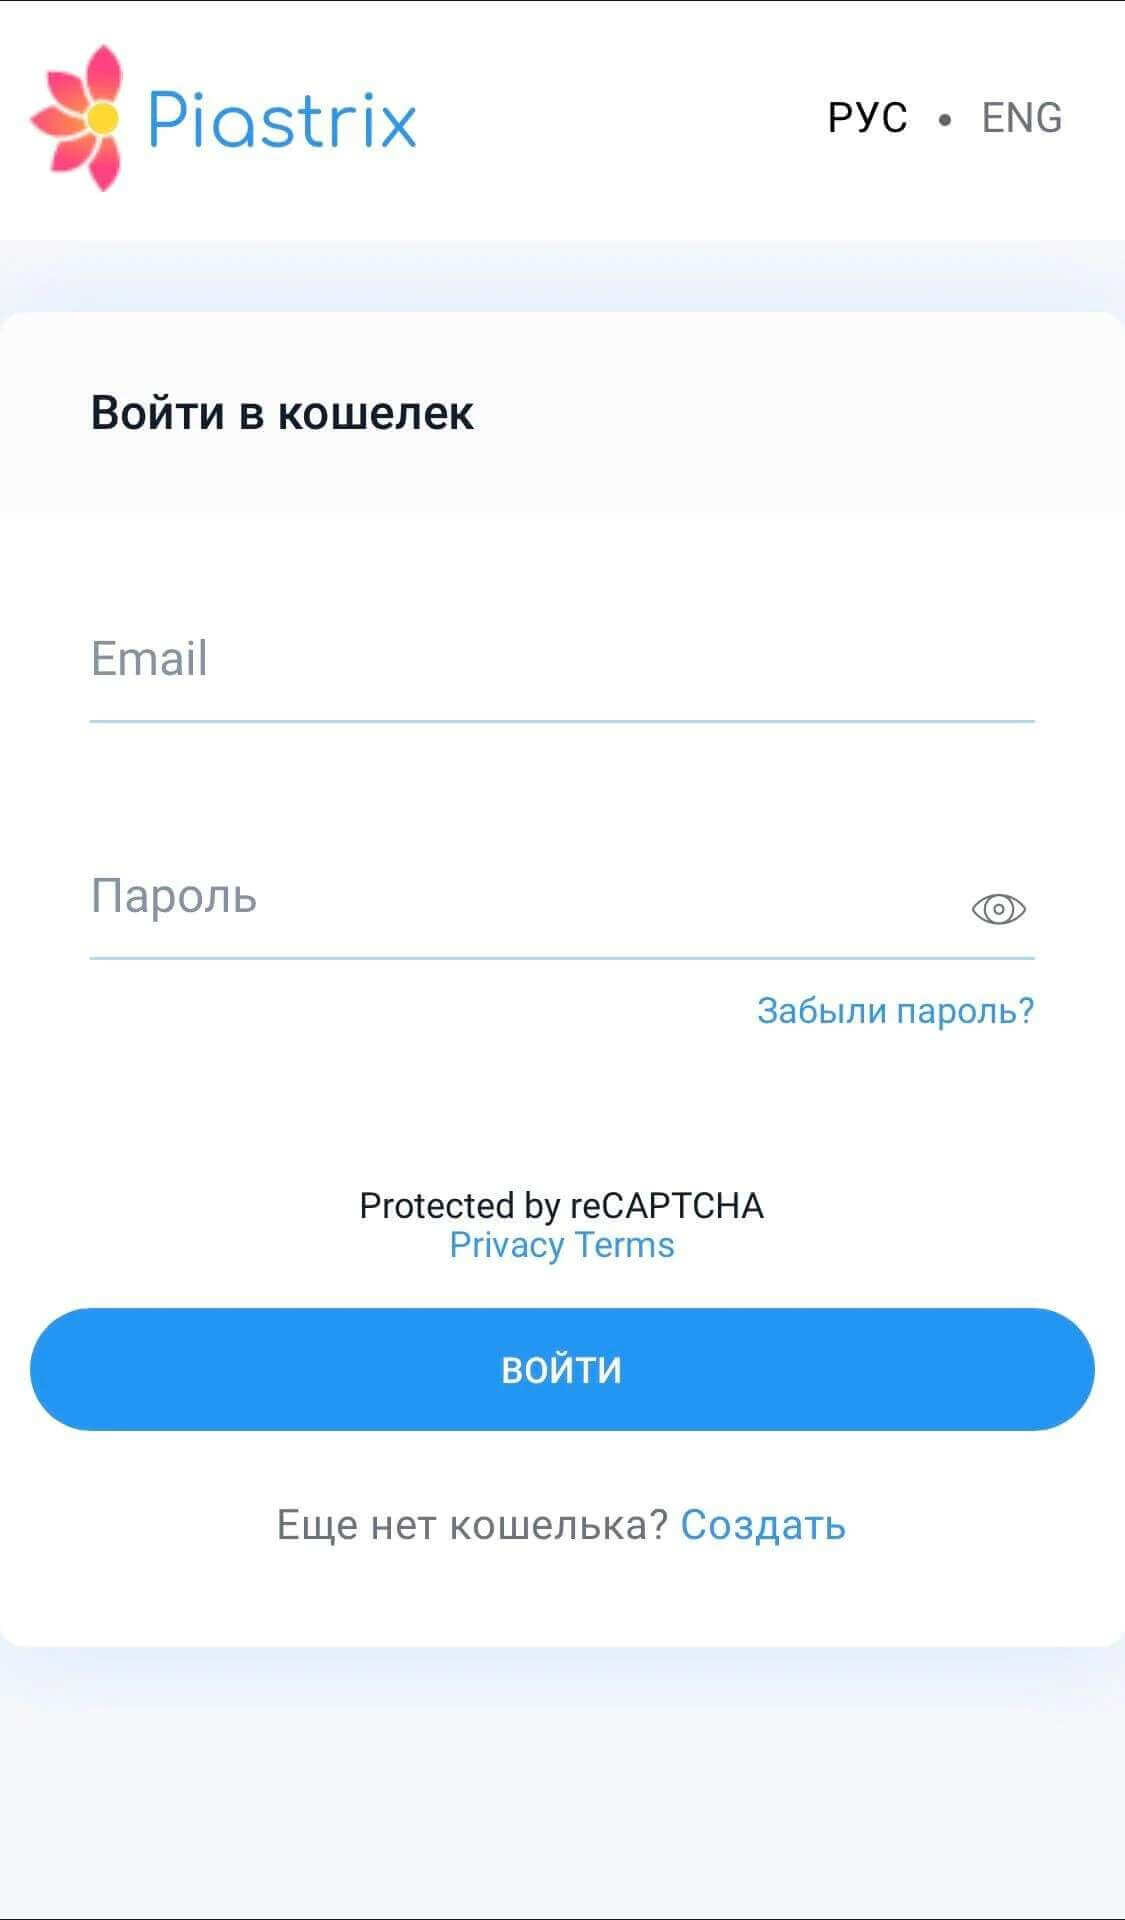 Piastrix
РУС • ENG
Войти в кошелек
Email
Пароль
Забыли пароль?
Protected by reCAPTCHA
Privacy Terms
ВОЙТИ
Еще нет кошелька? Создать